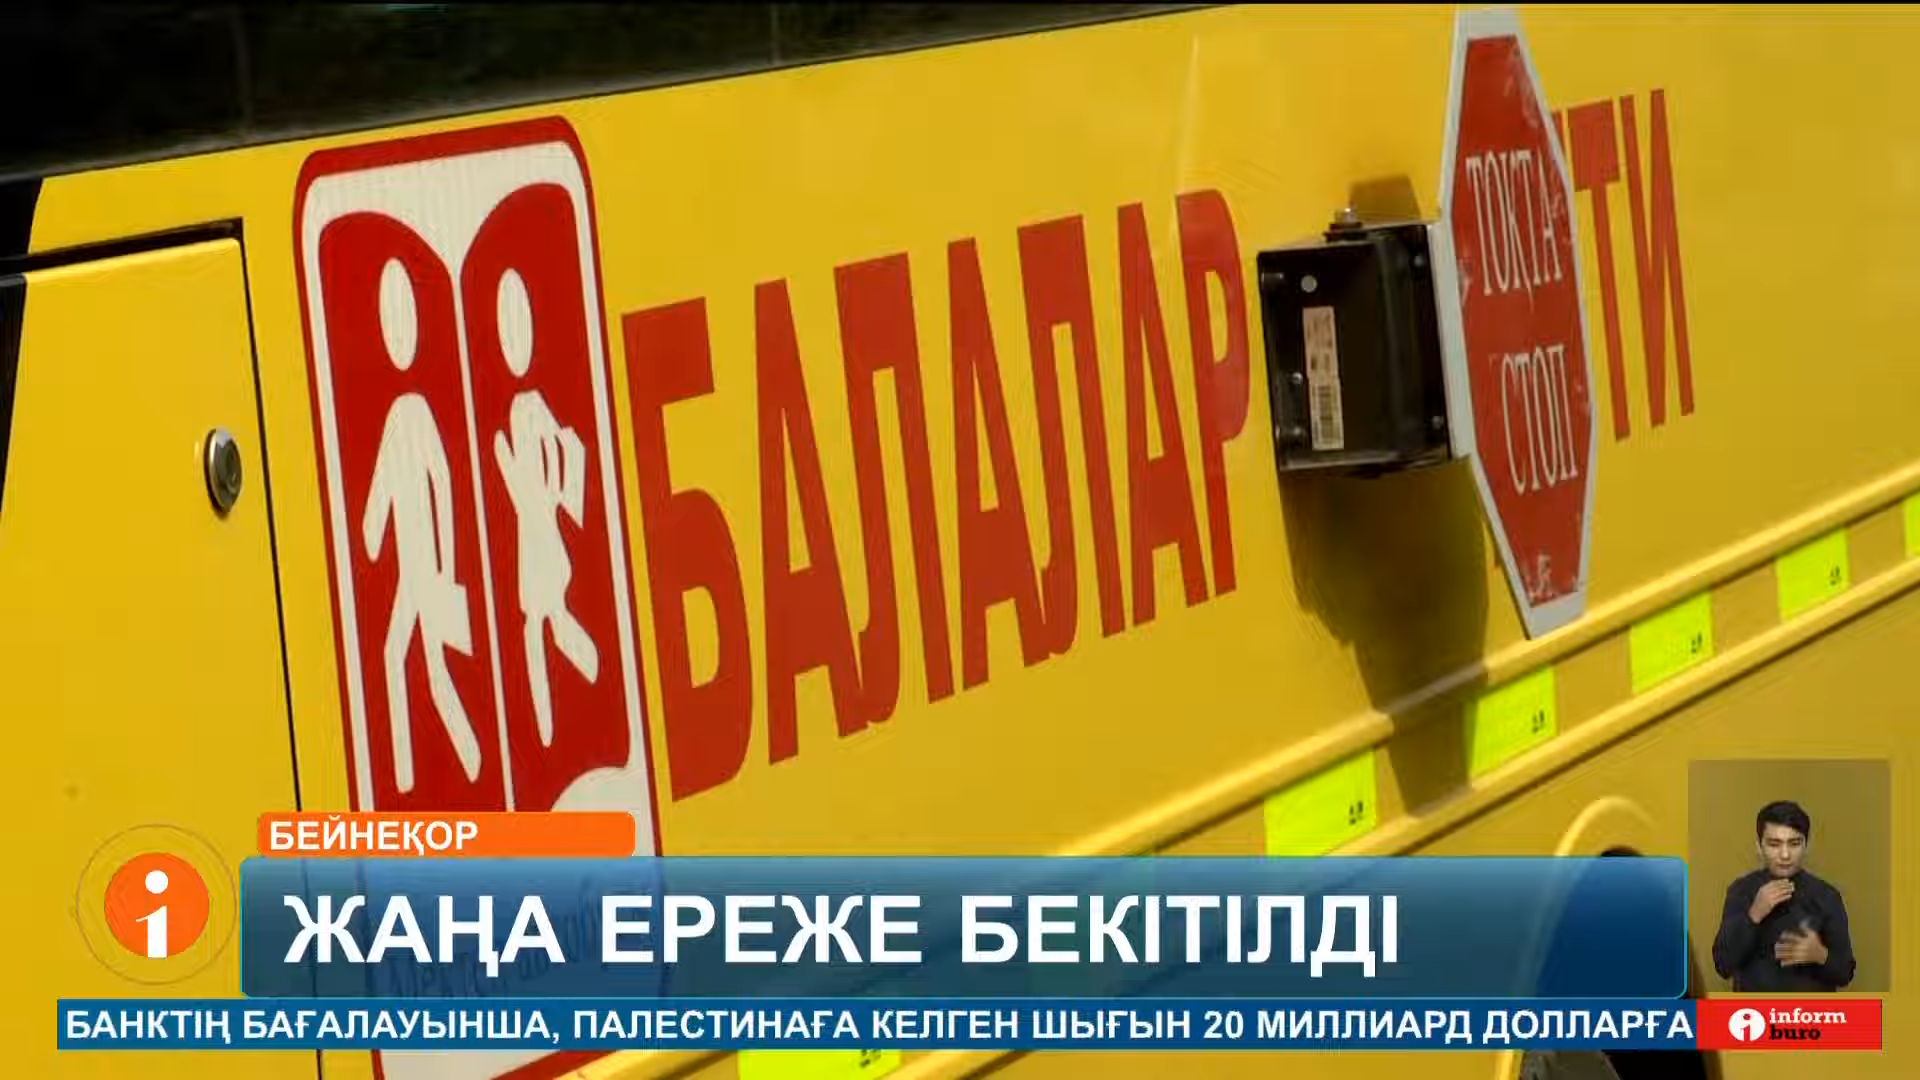 БАЛАЛАР
ТИ
ТОҚТА
СТОП
БЕЙНЕҚОР
ЖАҢА ЕРЕЖЕ БЕКІТІЛДІ
БАНКТІҢ БАҒАЛАУЫНША, ПАЛЕСТИНАҒА КЕЛГЕН ШЫҒЫН 20 МИЛЛИАРД ДОЛЛАРҒА
inform
buro